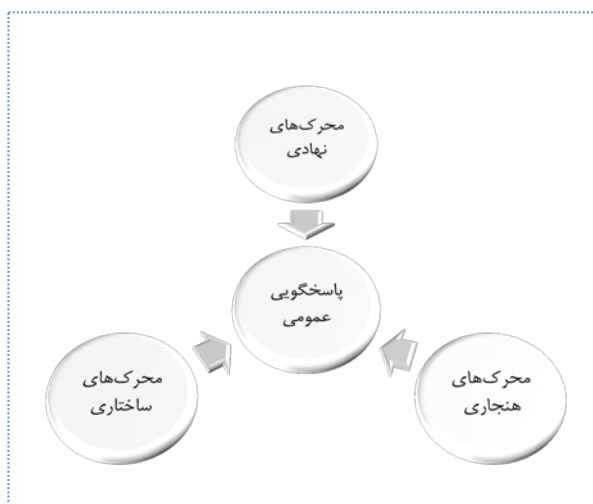 محرک‌های
نهادی
پاسخگویی
عمومی
محرک‌های
هنجاری
محرک‌های
ساختاری